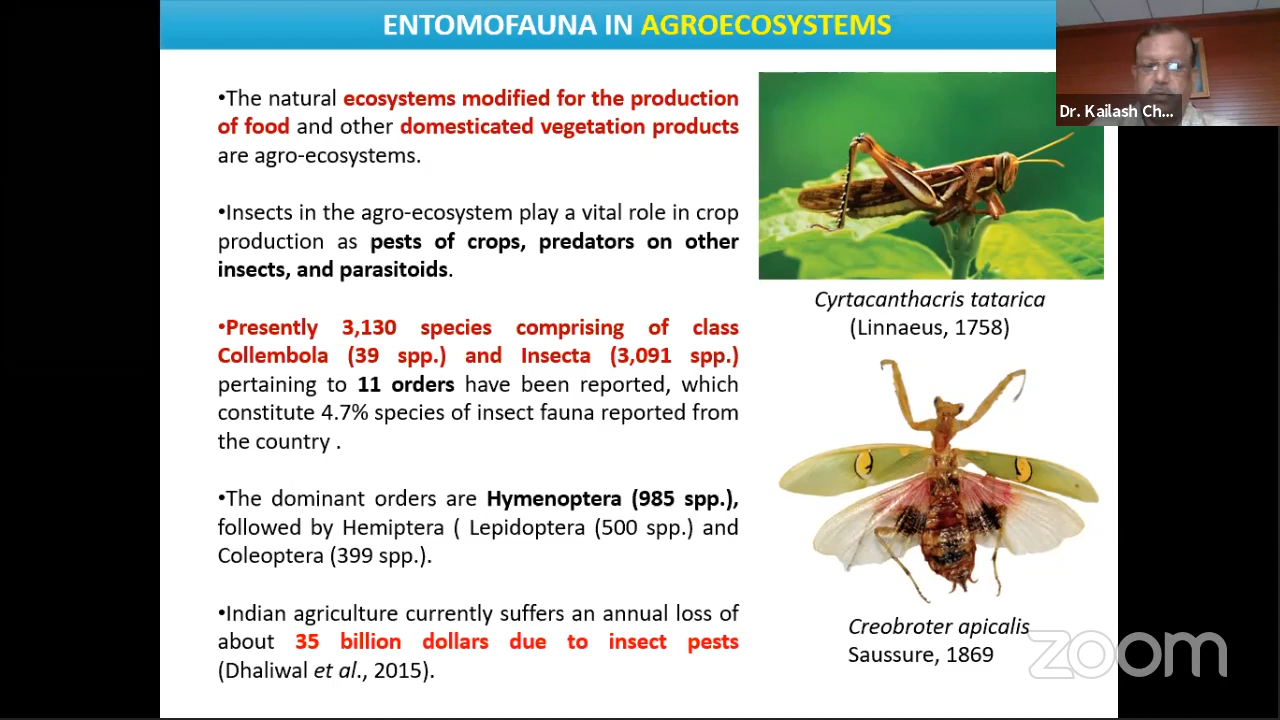 ENTOMOFAUNA IN AGROECOSYSTEMS
Dr. Kailash Ch...
•The natural ecosystems modified for the production
of food and other domesticated vegetation products
are agro-ecosystems.
•Insects in the agro-ecosystem play a vital role in crop
production as pests of crops, predators on other
insects, and parasitoids.
•Presently 3,130 species comprising of class
Collembola (39 spp.) and Insecta (3,091 spp.)
pertaining to 11 orders have been reported, which
constitute 4.7% species of insect fauna reported from
the country .
•The dominant orders are Hymenoptera (985 spp.),
followed by Hemiptera ( Lepidoptera (500 spp.) and
Coleoptera (399 spp.).
•Indian agriculture currently suffers an annual loss of
about 35 billion dollars due to insect pests
(Dhaliwal et al., 2015).
Cyrtacanthacris tatarica
(Linnaeus, 1758)
Creobroter apicalis
Saussure, 1869
zoom